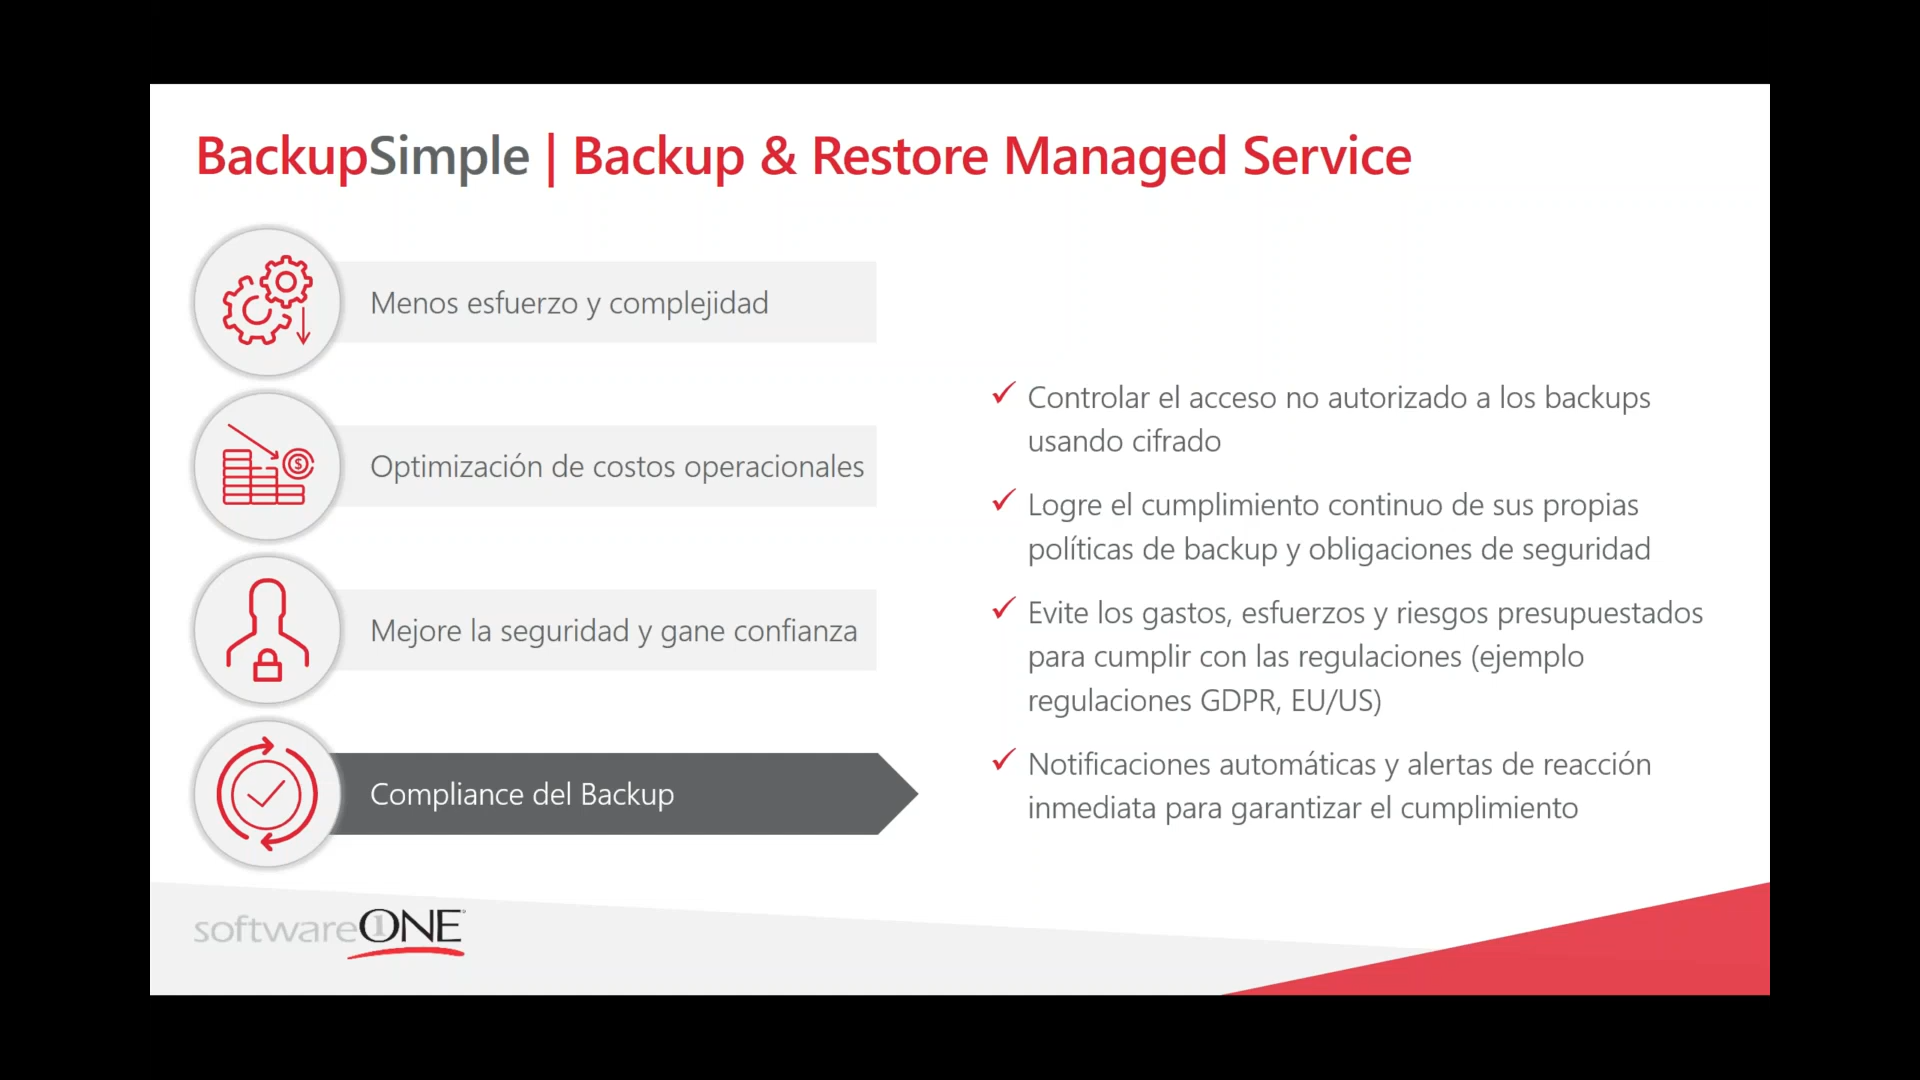 BackupSimple | Backup & Restore Managed Service
Menos esfuerzo y complejidad
Optimización de costos operacionales
Mejore la seguridad y gane confianza
Compliance del Backup
Controlar el acceso no autorizado a los backups
usando cifrado
Logre el cumplimiento continuo de sus propias
políticas de backup y obligaciones de seguridad
Evite los gastos, esfuerzos y riesgos presupuestados
para cumplir con las regulaciones (ejemplo
regulaciones GDPR, EU/US)
Notificaciones automáticas y alertas de reacción
inmediata para garantizar el cumplimiento
softwareONE